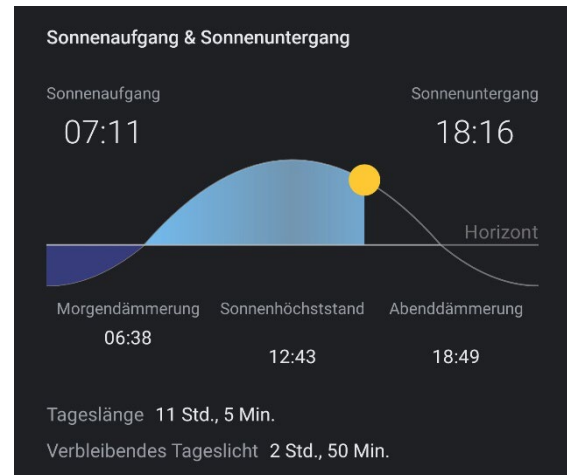 Sonnenaufgang & Sonnenuntergang
Sonnenaufgang Sonnenuntergang
07:11 18:16
Horizont
Morgendämmerung Sonnenhöchststand Abenddämmerung
06:38 12:43 18:49
Tageslänge 11 Std., 5 Min.
Verbleibendes Tageslicht 2 Std., 50 Min.